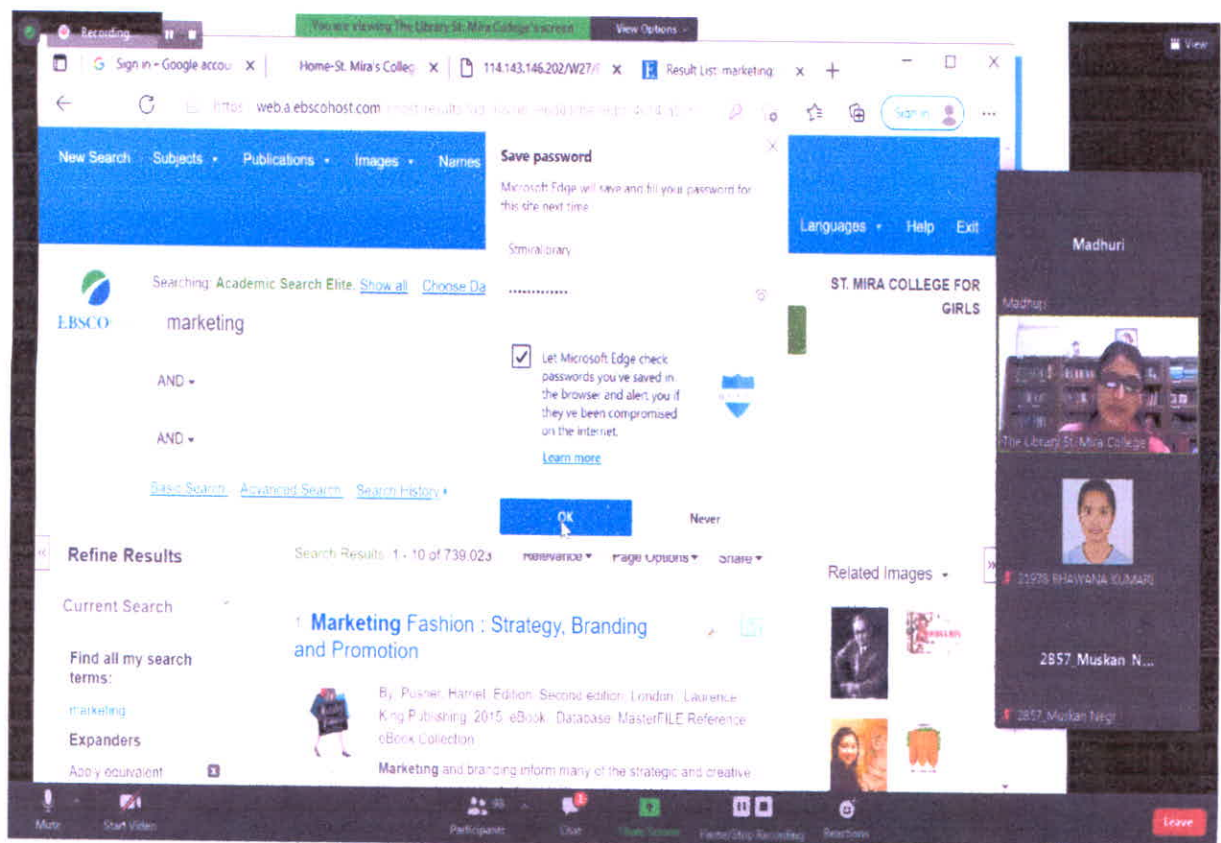 Recording
You are viewing The Library St. Mira College's screen
View Options
View
Sign in - Google accou
Home-St. Mira's Colleg
114.143.146.202/W27/
Result List: marketing
https
web.a.ebscohost.com
Sign in
New Search
Subjects
Publications
Images
Names
Save password
Microsoft Edge will save and fill your password for
this site next time
Stmiralibrary
Languages
Help
Exit
Searching: Academic Search Elite, Show all Choose Da
EBSCO
marketing
ST. MIRA COLLEGE FOR
GIRLS
AND
AND
Let Microsoft Edge check
passwords you've saved in
the browser and alert you if
they've been compromised
on the internet.
Learn more
Basic Search Advanced Search Search History
OK
Never
Madhuri
Madhuri
The Library St. Mira College
21978 BHAWANA KUMARI
2857_Muskan N...
2857_Muskan Negi
Refine Results
Search Results: 1 - 10 of 739,023
Relevance
Page Options
Share
Related Images
Current Search
1. Marketing Fashion : Strategy, Branding
and Promotion
Find all my search
terms:
marketing
Expanders
Apply equivalent
By: Posner, Harriet. Edition: Second edition. London : Laurence
King Publishing. 2015. eBook. Database: MasterFILE Reference
eBook Collection
Marketing and branding inform many of the strategic and creative
Mute
Start Video
Participants
Chat
Share Screen
Pause/Stop Recording
Reactions
Leave